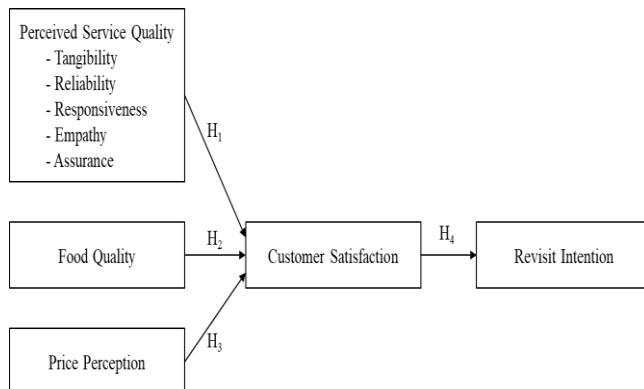 Perceived Service Quality
- Tangibility
- Reliability
- Responsiveness
- Empathy
- Assurance
H₁
Food Quality
H₂
Customer Satisfaction
H₄
Revisit Intention
Price Perception
H₃